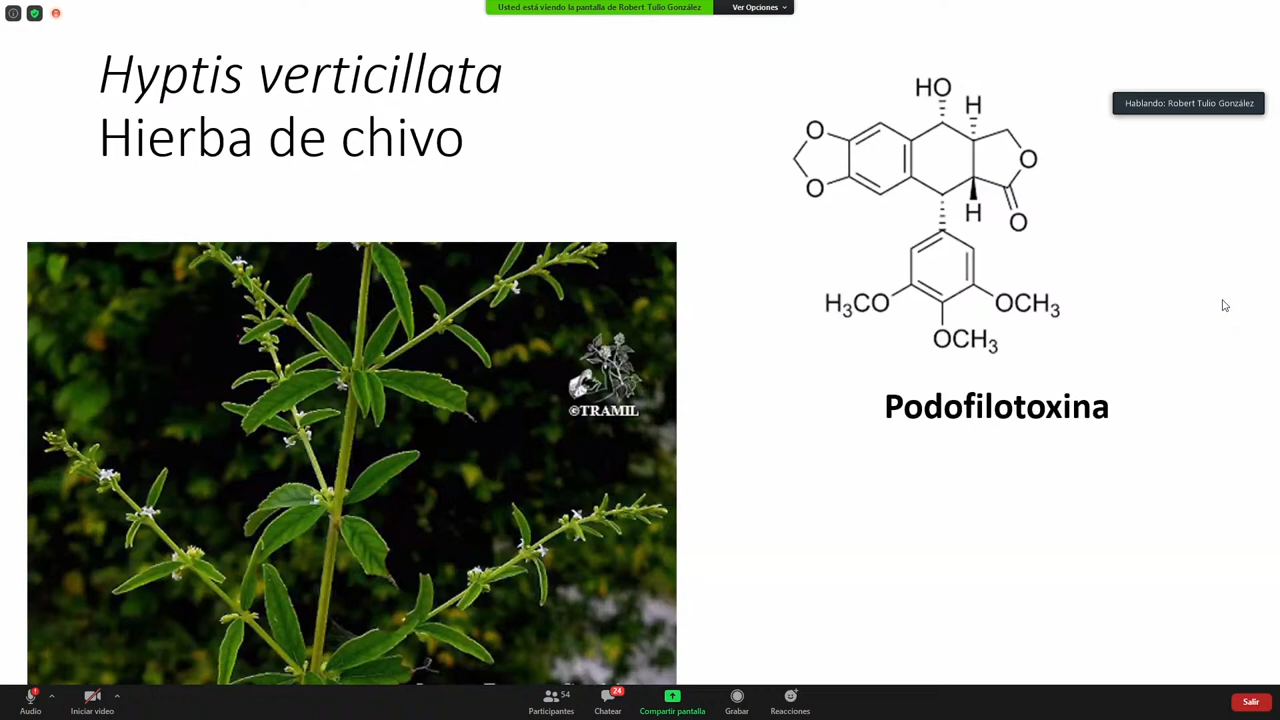 Usted está viendo la pantalla de Robert Tulio González
Ver Opciones
Hyptis verticillata
Hierba de chivo
Hablando: Robert Tulio González
HO
H
O
O
O
H
O
H₃CO
OCH₃
OCH₃
Podofilotoxina
©TRAMIL
54
24
Audio
Iniciar video
Participantes
Chatear
Compartir pantalla
Grabar
Reacciones
Salir